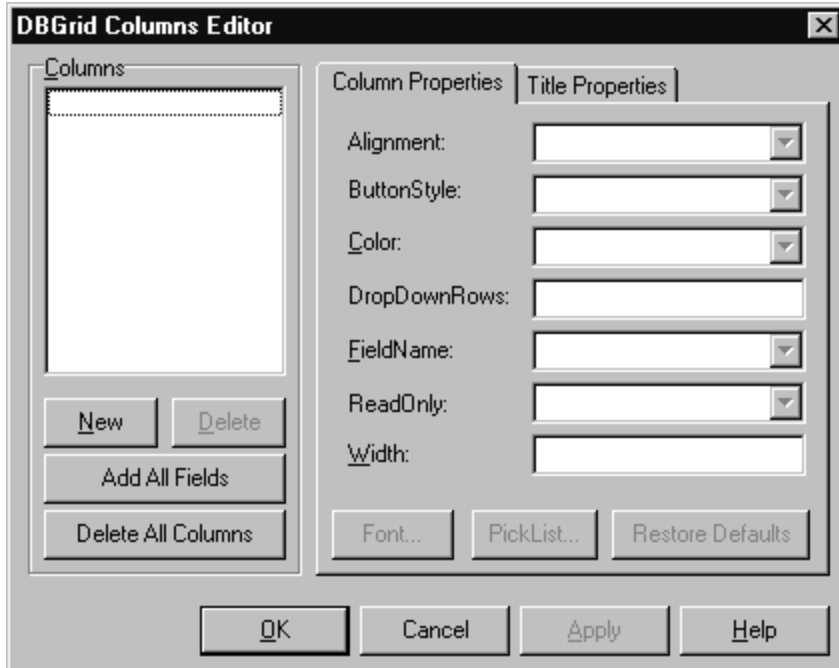 DBGrid Columns Editor
Columns
New
Delete
Add All Fields
Delete All Columns
Column Properties
Title Properties
Alignment:
ButtonStyle:
Color:
DropDownRows:
FieldName:
ReadOnly:
Width:
Font...
PickList...
Restore Defaults
OK
Cancel
Apply
Help